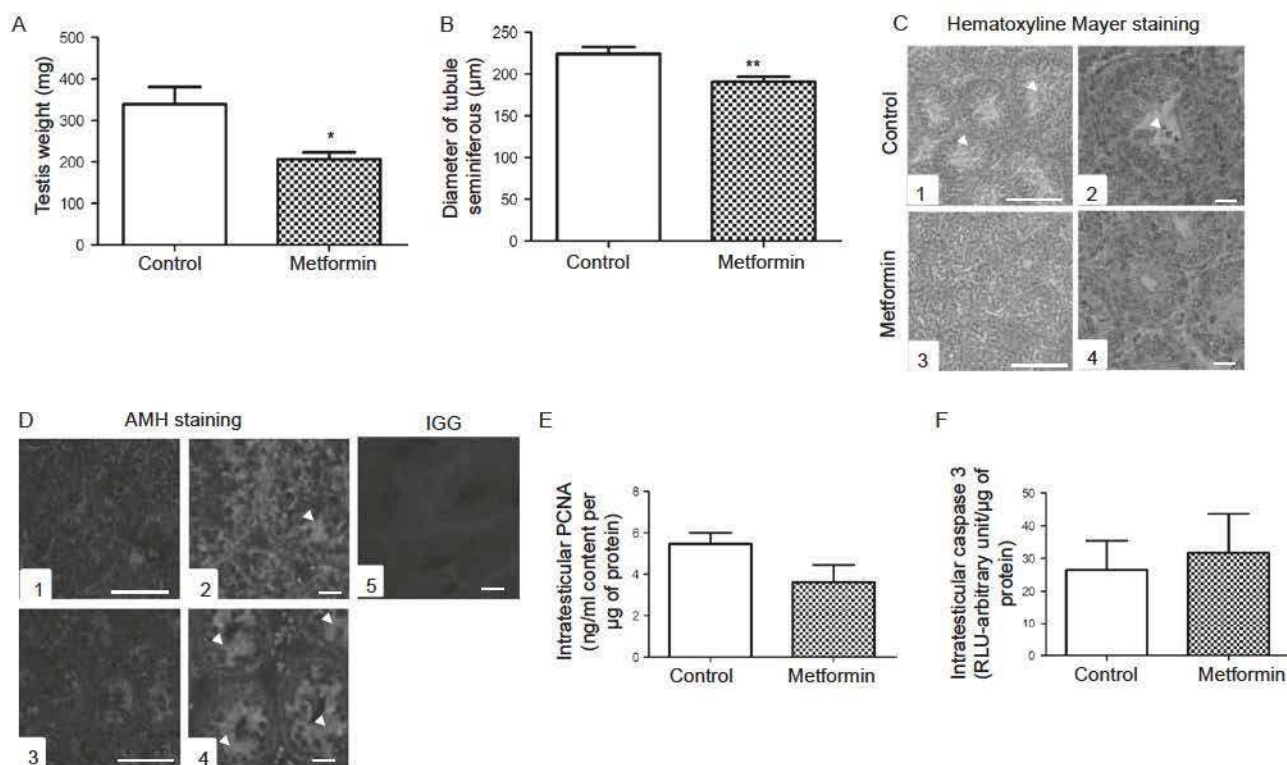 A
Testis weight (mg)
500
400
300
200
100
0
*
Control
Metformin
B
Diameter of tubule
seminiferous (µm)
250
200
150
100
50
0
**
Control
Metformin
C
Hematoxyline Mayer staining
Control
1
2
Metformin
3
4
D
AMH staining
IGG
1
2
5
3
4
E
Intratesticular PCNA
(ng/ml content per
µg of protein)
8
6
4
2
0
Control
Metformin
F
Intratesticular caspase 3
(RLU-arbitrary unit/µg of
protein)
50
40
30
20
10
0
Control
Metformin